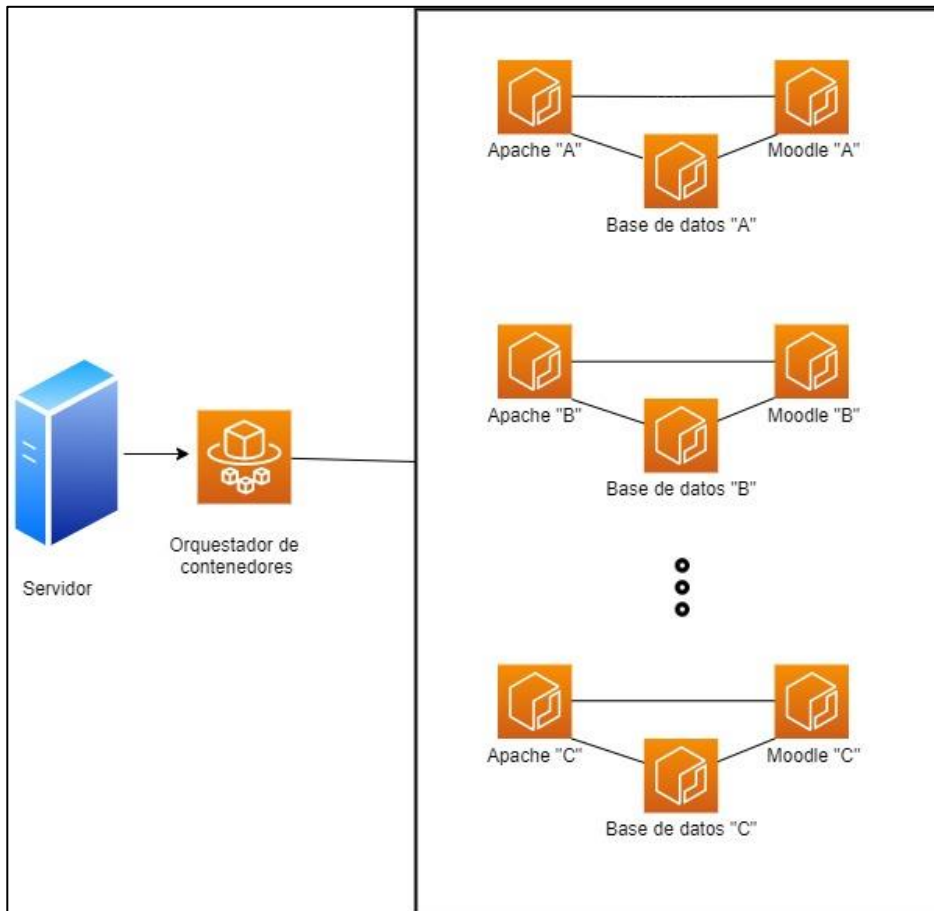 Apache "A"
Moodle "A"
Base de datos "A"
Apache "B"
Moodle "B"
Base de datos "B"
Servidor
Orquestador de
contenedores
Apache "C"
Moodle "C"
Base de datos "C"